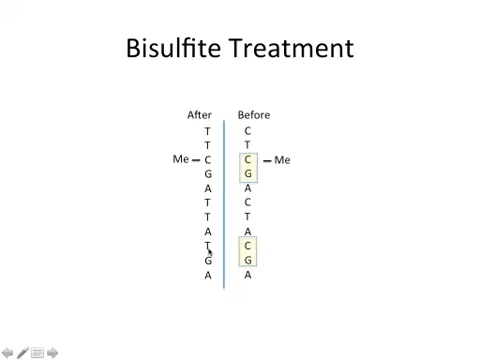 Bisulfite Treatment
After Before
T C
T T
Me – C C – Me
G G
A A
T C
T T
A A
T C
G G
A A